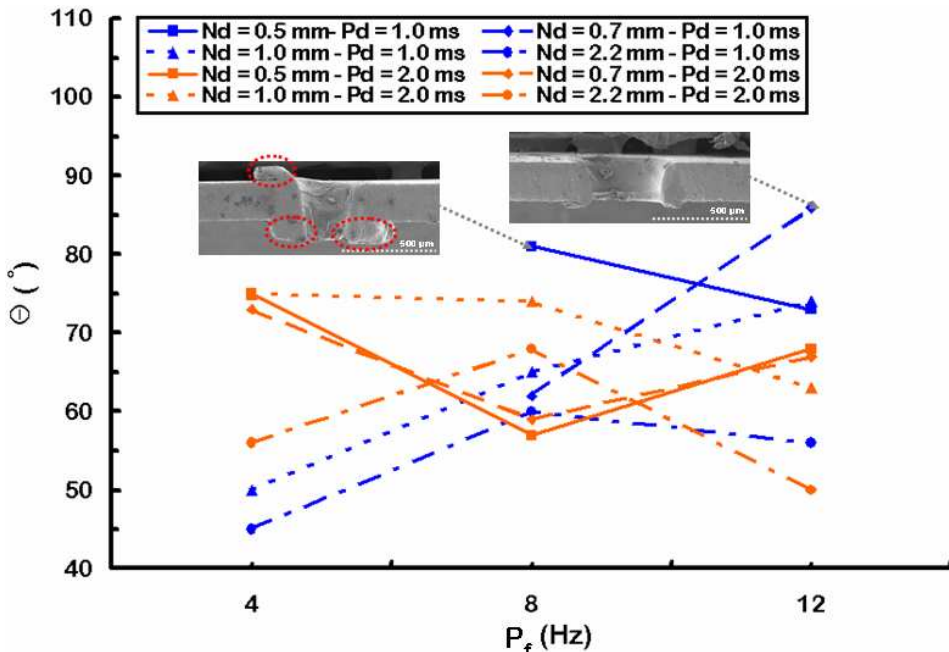 110
100
90
80
70
60
50
40
Θ ( °)
Nd = 0.5 mm- Pd = 1.0 ms
Nd = 0.7 mm - Pd = 1.0 ms
Nd = 1.0 mm - Pd = 1.0 ms
Nd = 2.2 mm - Pd = 1.0 ms
Nd = 0.5 mm - Pd = 2.0 ms
Nd = 0.7 mm - Pd = 2.0 ms
Nd = 1.0 mm - Pd = 2.0 ms
Nd = 2.2 mm - Pd = 2.0 ms
500 µm
500 µm
4
8
12
Pf (Hz)